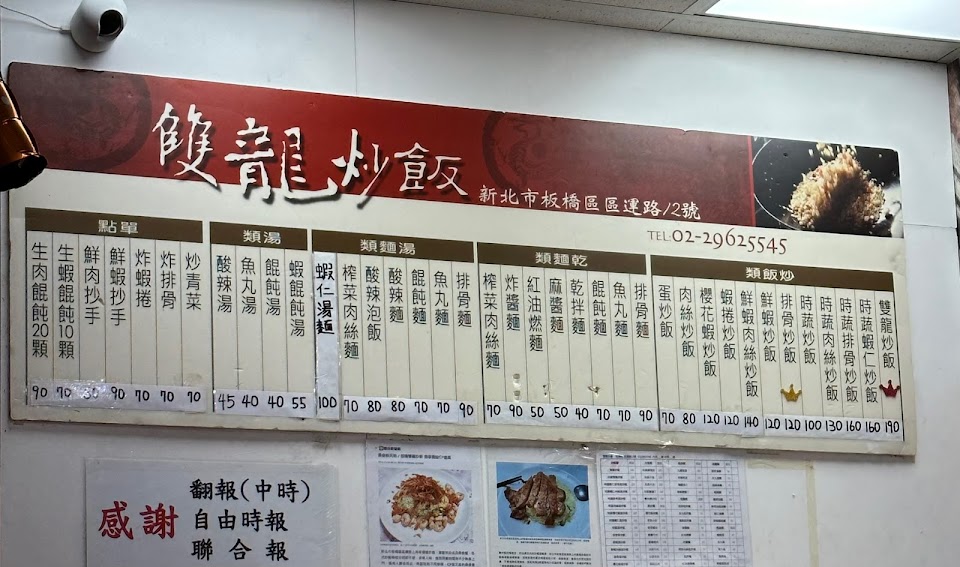 雙龍炒飯
新北市板橋區區運路12號
TEL:02-29625545
炒飯類
雙龍炒飯 190
時蔬蝦仁炒飯 160
時蔬排骨炒飯 160
時蔬肉絲炒飯 130
時蔬炒飯 100
排骨炒飯 120
鮮蝦炒飯 120
鮮蝦肉絲炒飯 140
蝦捲炒飯 120
櫻花蝦炒飯 120
肉絲炒飯 80
蛋炒飯 70
乾麵類
排骨麵 90
魚丸麵 70
餛飩麵 70
乾拌麵 40
麻醬麵 50
紅油燃麵 50
炸醬麵 90
榨菜肉絲麵 70
湯麵類
排骨麵 90
魚丸麵 70
餛飩麵 70
酸辣麵 80
酸辣泡飯 80
榨菜肉絲麵 70
蝦仁湯麵 100
湯類
蝦餛飩湯 55
餛飩湯 40
魚丸湯 40
酸辣湯 45
單點
炒青菜 70
炸排骨 70
炸蝦捲 70
鮮蝦抄手 90
鮮肉抄手
生蝦餛飩10顆 70
生肉餛飩20顆 90
感謝
翻報(中時)
自由時報
聯合報